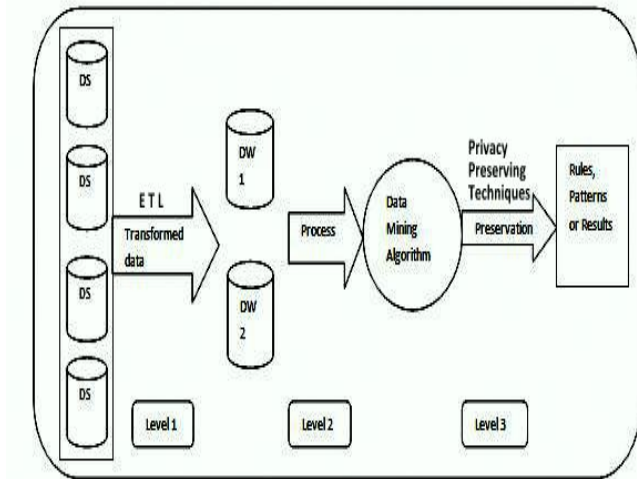 DS
DS
DS
DS
E T L
Transformed
data
DW
1
DW
2
Process
Data
Mining
Algorithm
Privacy
Preserving
Techniques
Preservation
Rules,
Patterns
or Results
Level 1
Level 2
Level 3